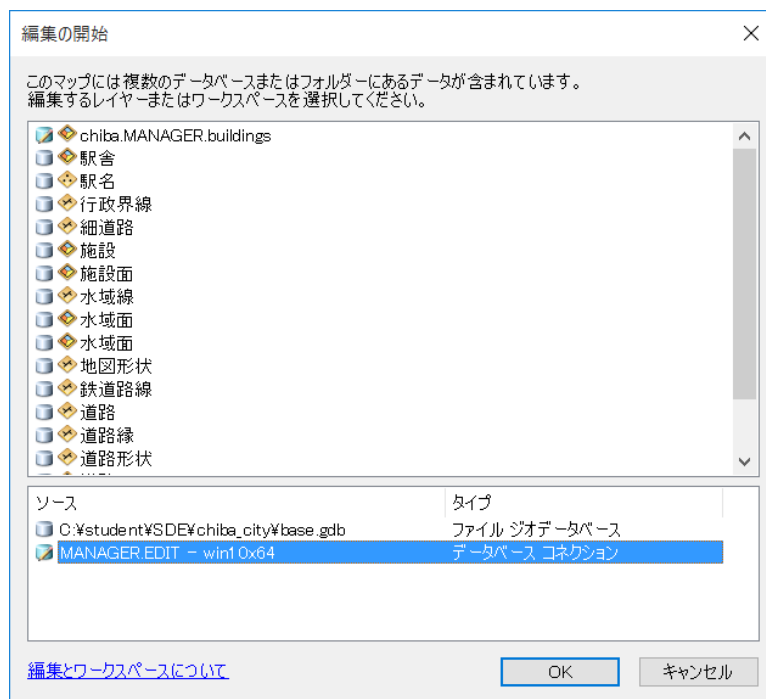 編集の開始
このマップには複数のデータベースまたはフォルダーにあるデータが含まれています。
編集するレイヤーまたはワークスペースを選択してください。
chiba.MANAGER.buildings
駅舎
駅名
行政界線
細道路
施設
施設面
水域線
水域面
水域面
地図形状
鉄道路線
道路
道路縁
道路形状
ソース タイプ
C:¥student¥SDE¥chiba_city¥base.gdb ファイル ジオデータベース
MANAGER.EDIT - win10x64 データベース コネクション
編集とワークスペースについて
OK キャンセル